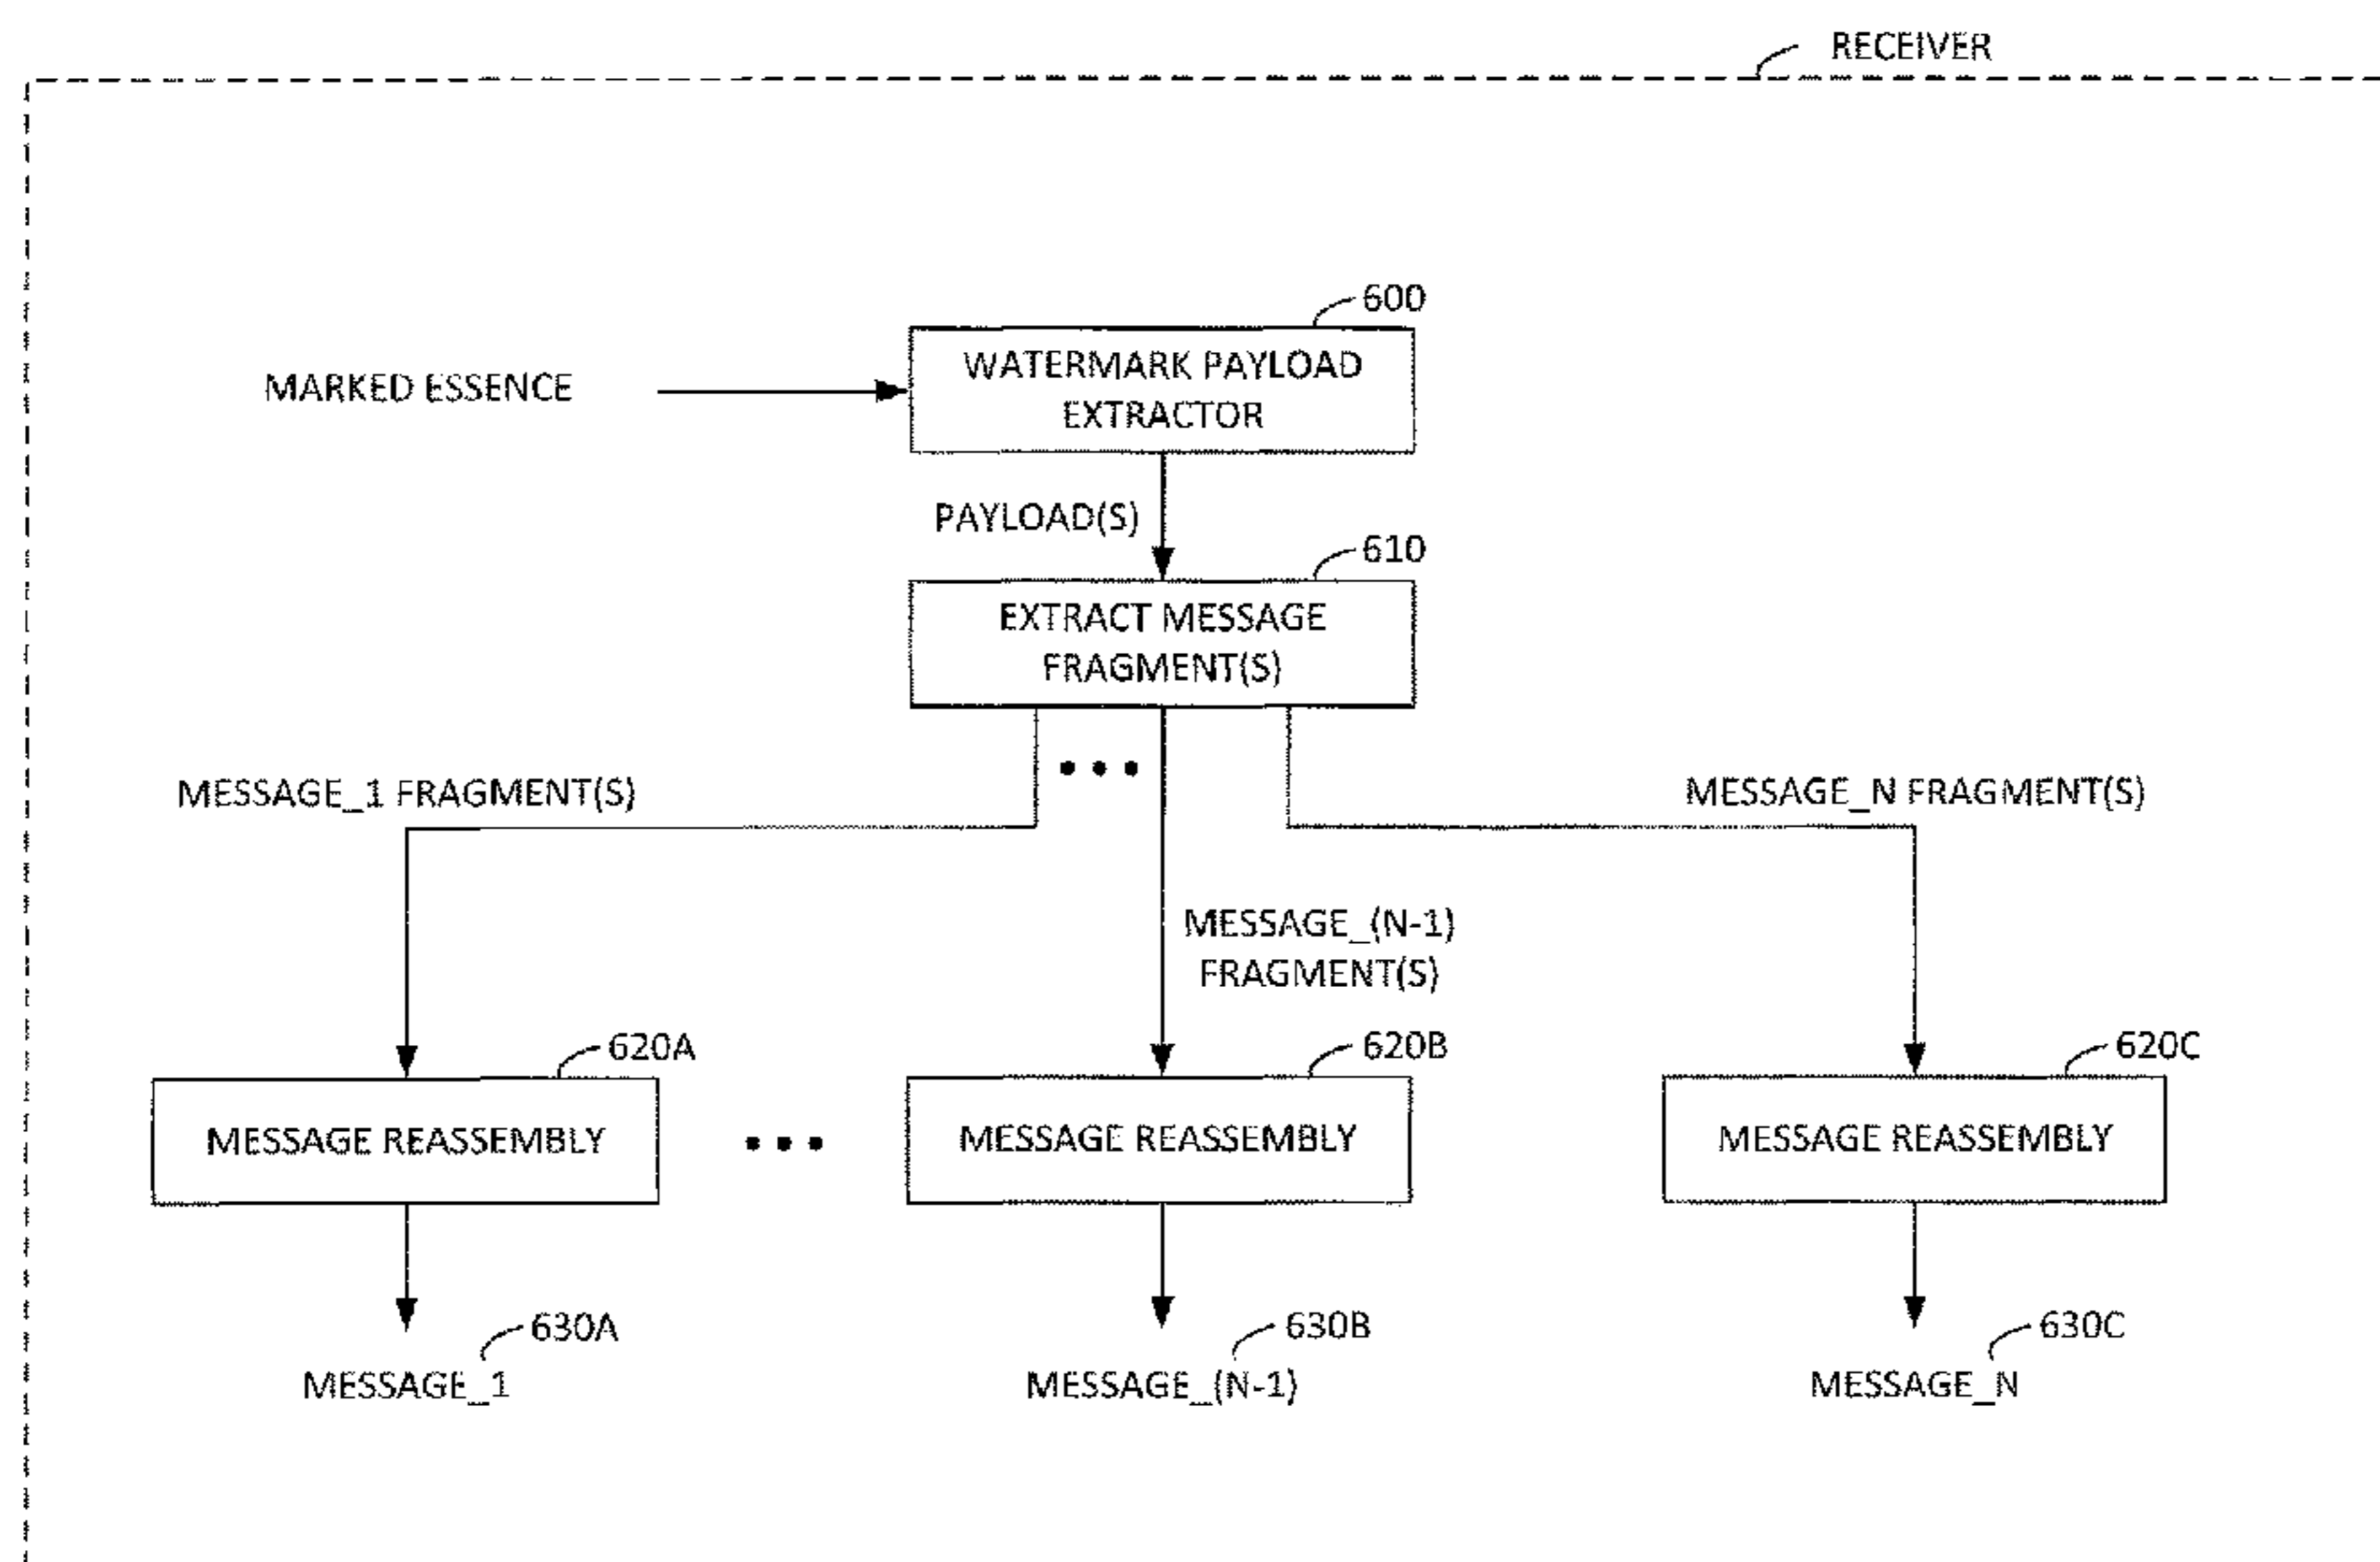 RECEIVER
600
WATERMARK PAYLOAD
EXTRACTOR
MARKED ESSENCE
PAYLOAD(S)
610
EXTRACT MESSAGE
FRAGMENT(S)
MESSAGE_1 FRAGMENT(S)
MESSAGE_N FRAGMENT(S)
MESSAGE_(N-1)
FRAGMENT(S)
620A
620B
620C
MESSAGE REASSEMBLY
MESSAGE REASSEMBLY
MESSAGE REASSEMBLY
630A
630B
630C
MESSAGE_1
MESSAGE_(N-1)
MESSAGE_N